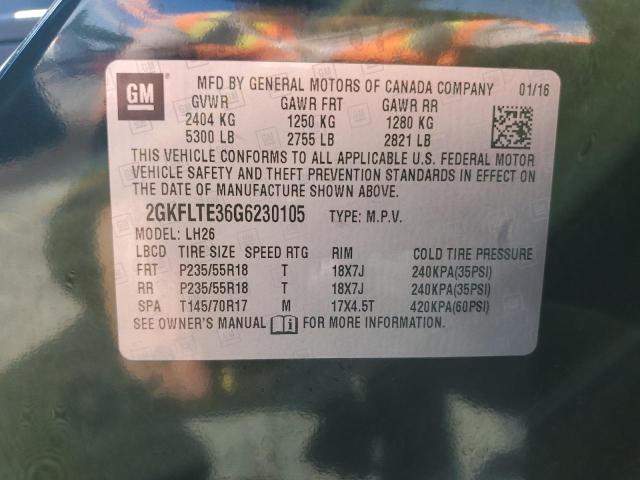 GM
MFD BY GENERAL MOTORS OF CANADA COMPANY 01/16
GVWR GAWR FRT GAWR RR
2404 KG 1250 KG 1280 KG
5300 LB 2755 LB 2821 LB
THIS VEHICLE CONFORMS TO ALL APPLICABLE U.S. FEDERAL MOTOR
VEHICLE SAFETY AND THEFT PREVENTION STANDARDS IN EFFECT ON
THE DATE OF MANUFACTURE SHOWN ABOVE.
2GKFLTE36G6230105 TYPE: M.P.V.
MODEL: LH26
LBCD TIRE SIZE SPEED RTG RIM COLD TIRE PRESSURE
FRT P235/55R18 T 18X7J 240KPA(35PSI)
RR P235/55R18 T 18X7J 240KPA(35PSI)
SPA T145/70R17 M 17X4.5T 420KPA(60PSI)
SEE OWNER'S MANUAL FOR MORE INFORMATION.